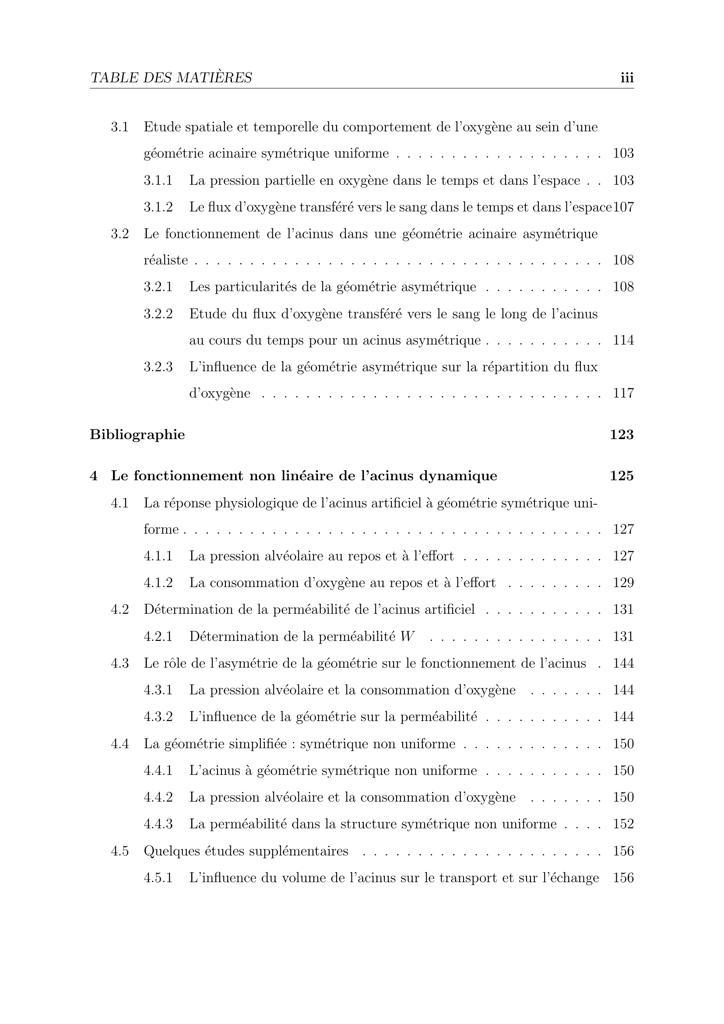 TABLE DES MATIÈRES iii
3.1 Etude spatiale et temporelle du comportement de l'oxygène au sein d'une
géométrie acinaire symétrique uniforme . . . . . . . . . . . . . . . . . . . 103
3.1.1 La pression partielle en oxygène dans le temps et dans l'espace . . 103
3.1.2 Le flux d'oxygène transféré vers le sang dans le temps et dans l'espace107
3.2 Le fonctionnement de l'acinus dans une géométrie acinaire asymétrique
réaliste . . . . . . . . . . . . . . . . . . . . . . . . . . . . . . . . . . . . . 108
3.2.1 Les particularités de la géométrie asymétrique . . . . . . . . . . . 108
3.2.2 Etude du flux d'oxygène transféré vers le sang le long de l'acinus
au cours du temps pour un acinus asymétrique . . . . . . . . . . . 114
3.2.3 L'influence de la géométrie asymétrique sur la répartition du flux
d'oxygène . . . . . . . . . . . . . . . . . . . . . . . . . . . . . . . 117
Bibliographie 123
4 Le fonctionnement non linéaire de l'acinus dynamique 125
4.1 La réponse physiologique de l'acinus artificiel à géométrie symétrique uni-
forme . . . . . . . . . . . . . . . . . . . . . . . . . . . . . . . . . . . . . . 127
4.1.1 La pression alvéolaire au repos et à l'effort . . . . . . . . . . . . . 127
4.1.2 La consommation d'oxygène au repos et à l'effort . . . . . . . . . 129
4.2 Détermination de la perméabilité de l'acinus artificiel . . . . . . . . . . . 131
4.2.1 Détermination de la perméabilité W . . . . . . . . . . . . . . . . 131
4.3 Le rôle de l'asymétrie de la géométrie sur le fonctionnement de l'acinus . 144
4.3.1 La pression alvéolaire et la consommation d'oxygène . . . . . . . 144
4.3.2 L'influence de la géométrie sur la perméabilité . . . . . . . . . . . 144
4.4 La géométrie simplifiée : symétrique non uniforme . . . . . . . . . . . . . 150
4.4.1 L'acinus à géométrie symétrique non uniforme . . . . . . . . . . . 150
4.4.2 La pression alvéolaire et la consommation d'oxygène . . . . . . . 150
4.4.3 La perméabilité dans la structure symétrique non uniforme . . . . 152
4.5 Quelques études supplémentaires . . . . . . . . . . . . . . . . . . . . . . 156
4.5.1 L'influence du volume de l'acinus sur le transport et sur l'échange 156